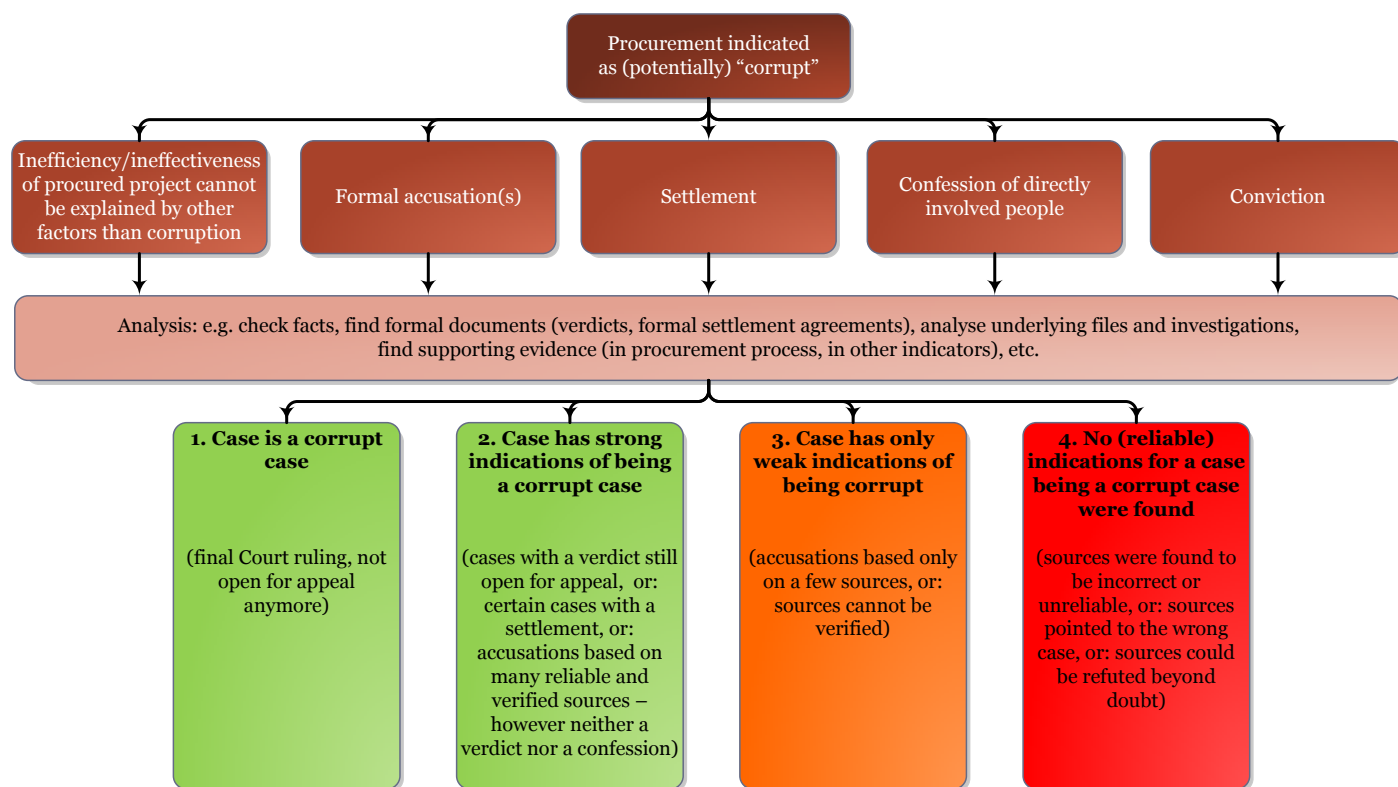 Procurement indicated
as (potentially) “corrupt”
Inefficiency/ineffectiveness
of procured project cannot
be explained by other
factors than corruption
Formal accusation(s)
Settlement
Confession of directly
involved people
Conviction
Analysis: e.g. check facts, find formal documents (verdicts, formal settlement agreements), analyse underlying files and investigations,
find supporting evidence (in procurement process, in other indicators), etc.
1. Case is a corrupt
case
(final Court ruling, not
open for appeal
anymore)
2. Case has strong
indications of being
a corrupt case
(cases with a verdict still
open for appeal, or:
certain cases with a
settlement, or:
accusations based on
many reliable and
verified sources –
however neither a
verdict nor a confession)
3. Case has only
weak indications of
being corrupt
(accusations based only
on a few sources, or:
sources cannot be
verified)
4. No (reliable)
indications for a case
being a corrupt case
were found
(sources were found to
be incorrect or
unreliable, or: sources
pointed to the wrong
case, or: sources could
be refuted beyond
doubt)